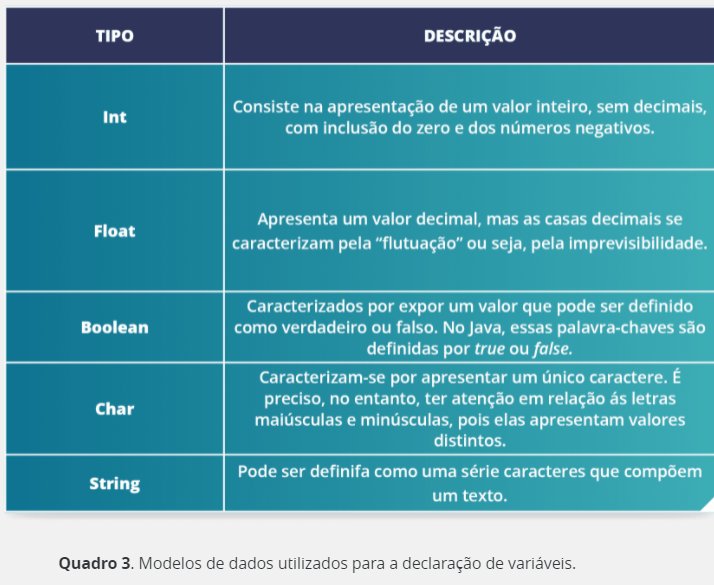 TIPO
DESCRIÇÃO
Int
Consiste na apresentação de um valor inteiro, sem decimais,
com inclusão do zero e dos números negativos.
Float
Apresenta um valor decimal, mas as casas decimais se
caracterizam pela “flutuação” ou seja, pela imprevisibilidade.
Boolean
Caracterizados por expor um valor que pode ser definido
como verdadeiro ou falso. No Java, essas palavra-chaves são
definidas por true ou false.
Char
Caracterizam-se por apresentar um único caractere. É
preciso, no entanto, ter atenção em relação ás letras
maiúsculas e minúsculas, pois elas apresentam valores
distintos.
String
Pode ser definifa como uma série caracteres que compõem
um texto.
Quadro 3. Modelos de dados utilizados para a declaração de variáveis.